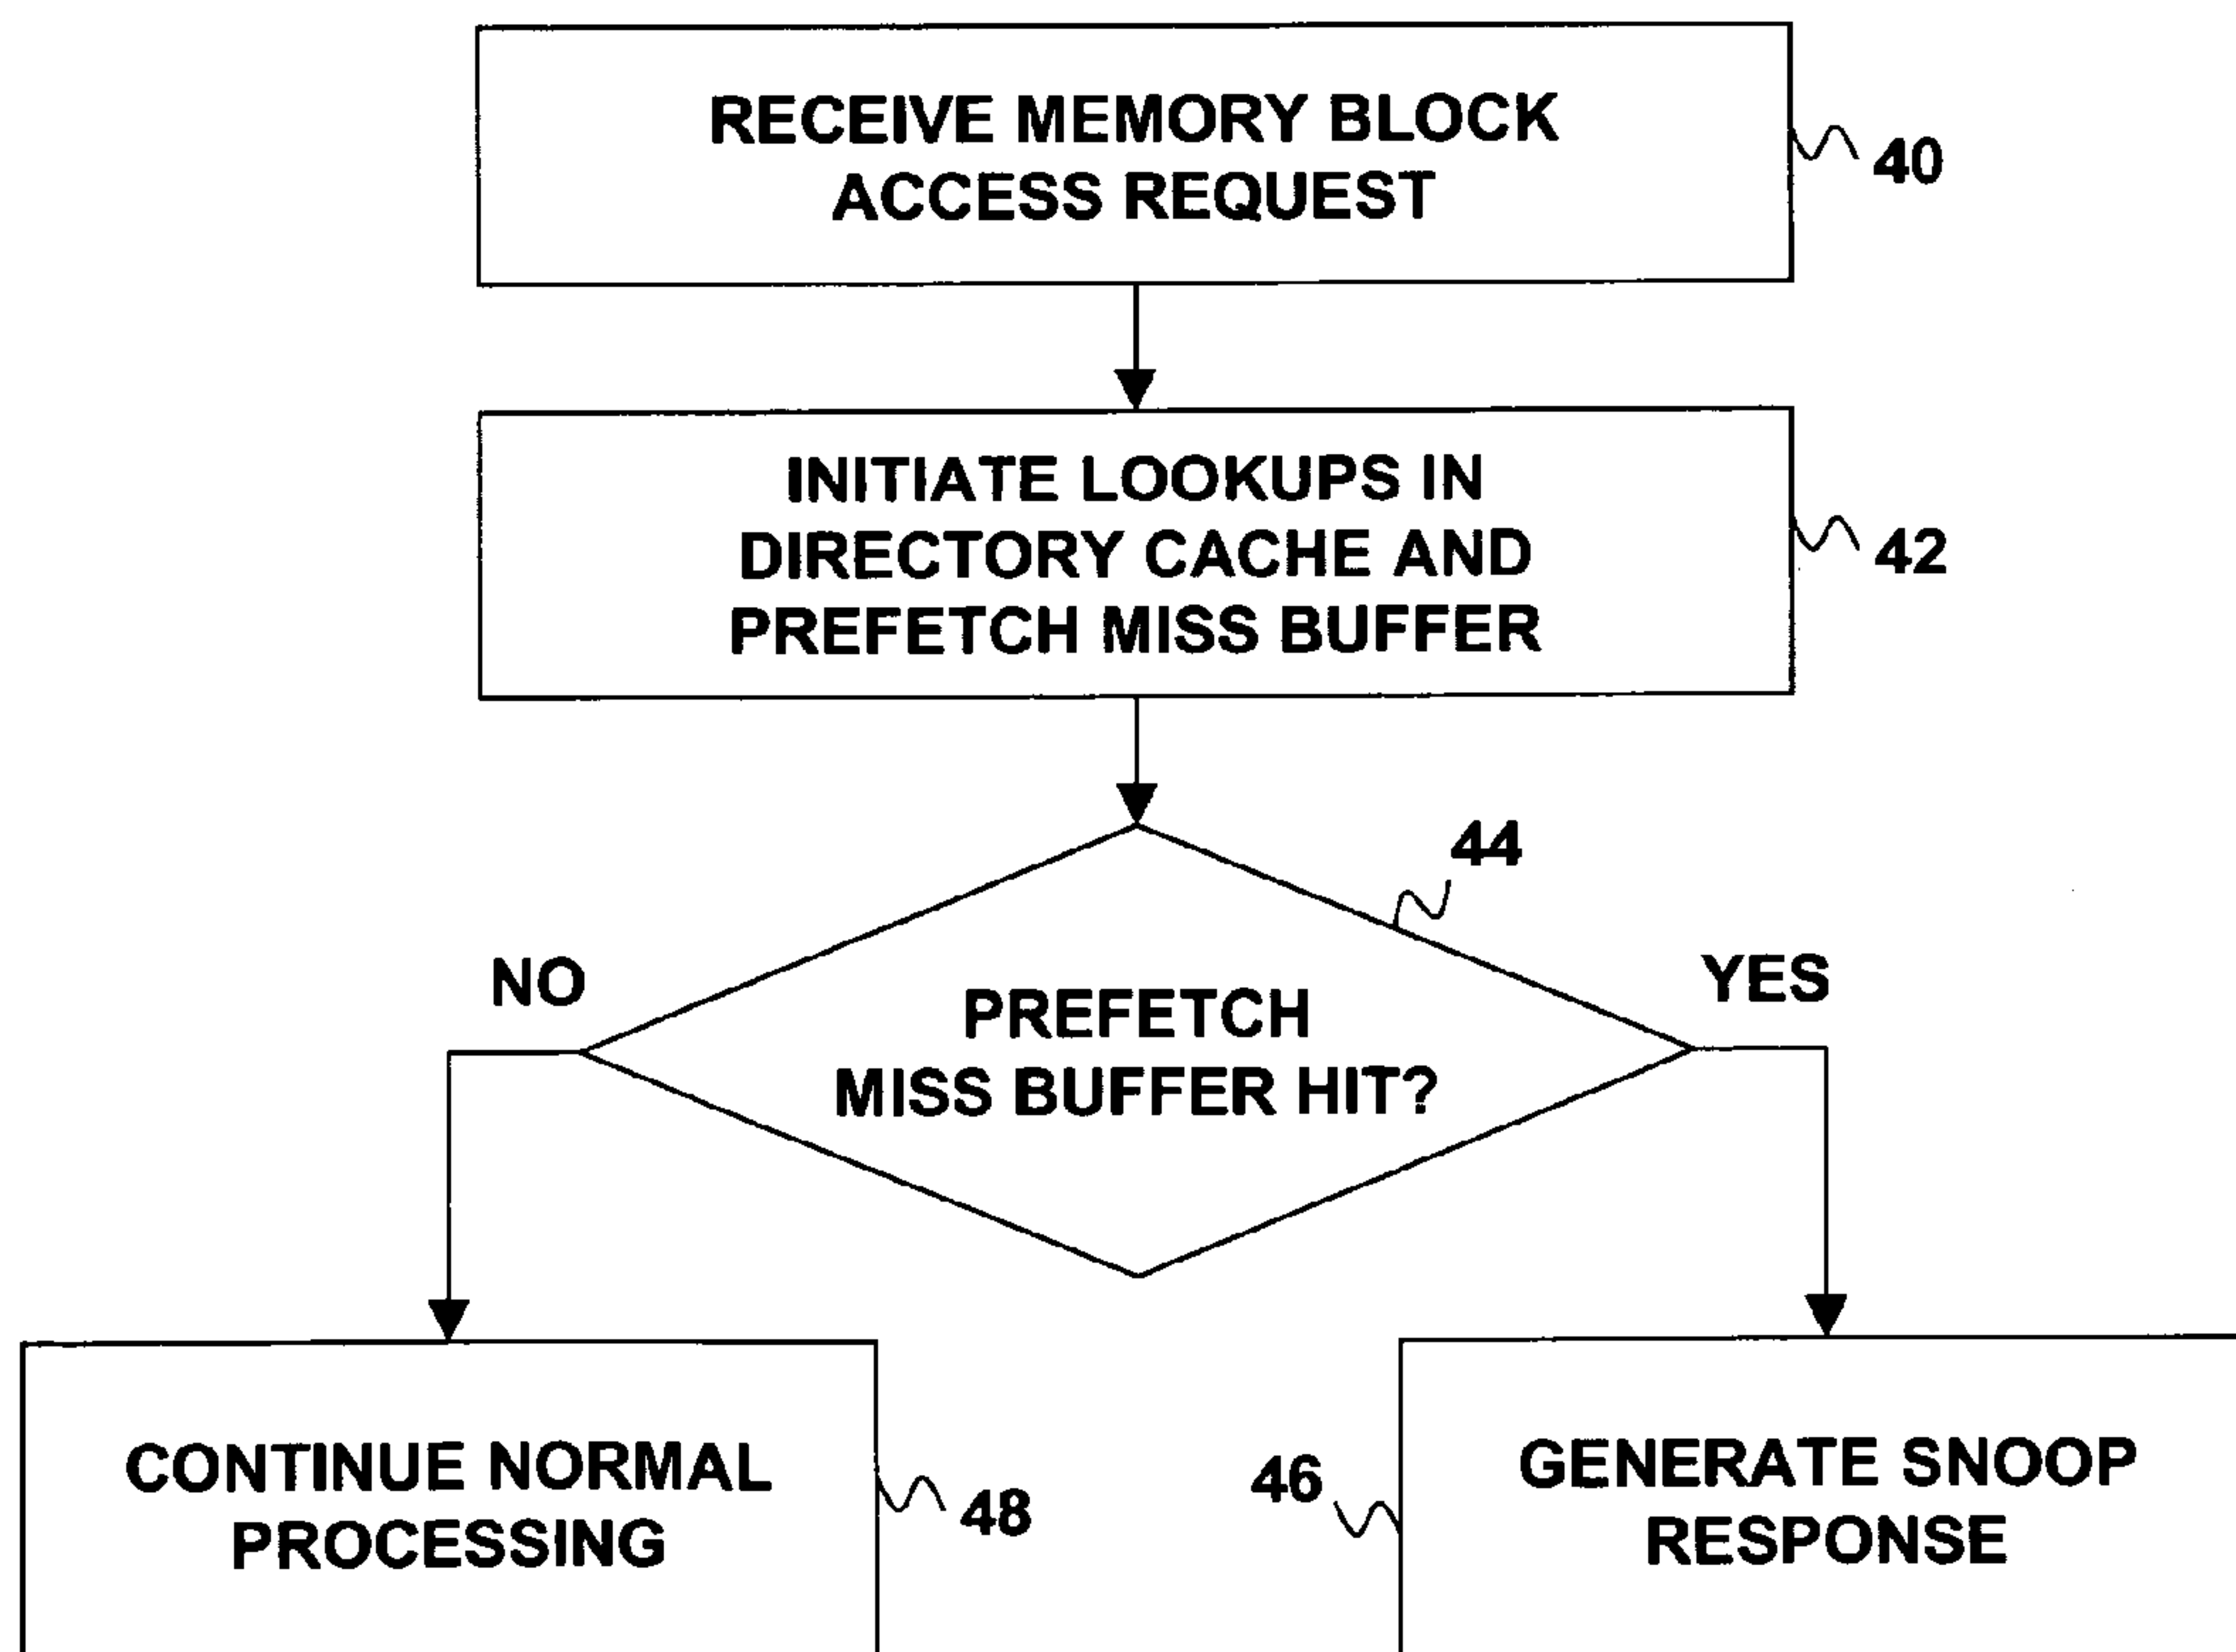 RECEIVE MEMORY BLOCK
ACCESS REQUEST
40
INITIATE LOOKUPS IN
DIRECTORY CACHE AND
PREFETCH MISS BUFFER
42
44
NO
YES
PREFETCH
MISS BUFFER HIT?
CONTINUE NORMAL
PROCESSING
48
46
GENERATE SNOOP
RESPONSE